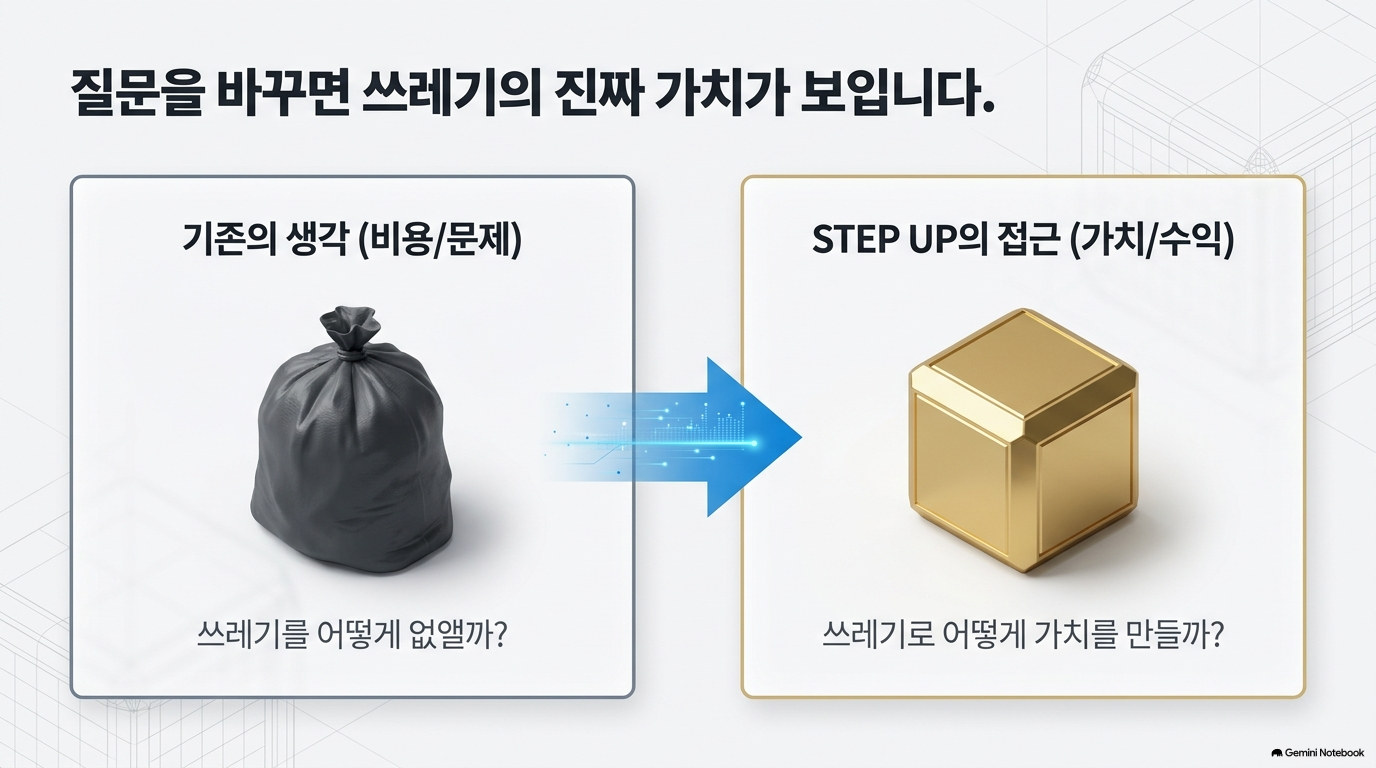 질문을 바꾸면 쓰레기의 진짜 가치가 보입니다.
기존의 생각 (비용/문제)
쓰레기를 어떻게 없앨까?
STEP UP의 접근 (가치/수익)
쓰레기로 어떻게 가치를 만들까?
Gemini Notebook